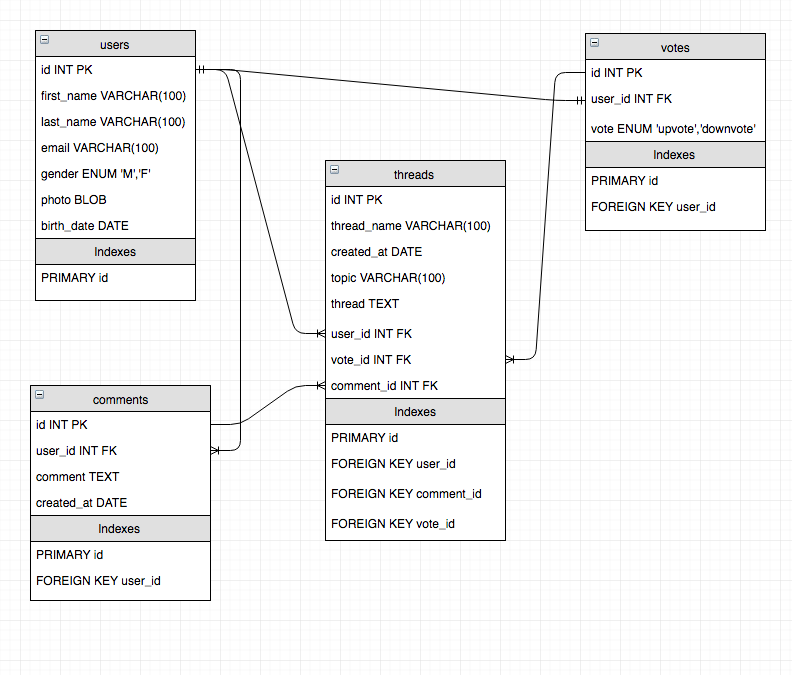 users
id INT PK
first_name VARCHAR(100)
last_name VARCHAR(100)
email VARCHAR(100)
gender ENUM 'M','F'
photo BLOB
birth_date DATE
Indexes
PRIMARY id
votes
id INT PK
user_id INT FK
vote ENUM 'upvote','downvote'
Indexes
PRIMARY id
FOREIGN KEY user_id
threads
id INT PK
thread_name VARCHAR(100)
created_at DATE
topic VARCHAR(100)
thread TEXT
user_id INT FK
vote_id INT FK
comment_id INT FK
Indexes
PRIMARY id
FOREIGN KEY user_id
FOREIGN KEY comment_id
FOREIGN KEY vote_id
comments
id INT PK
user_id INT FK
comment TEXT
created_at DATE
Indexes
PRIMARY id
FOREIGN KEY user_id